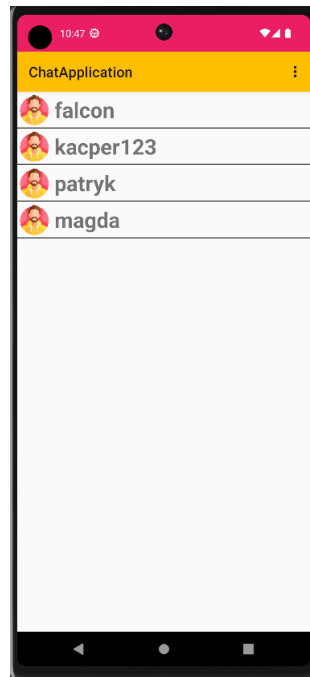 10:47
ChatApplication
falcon
kacper123
patryk
magda